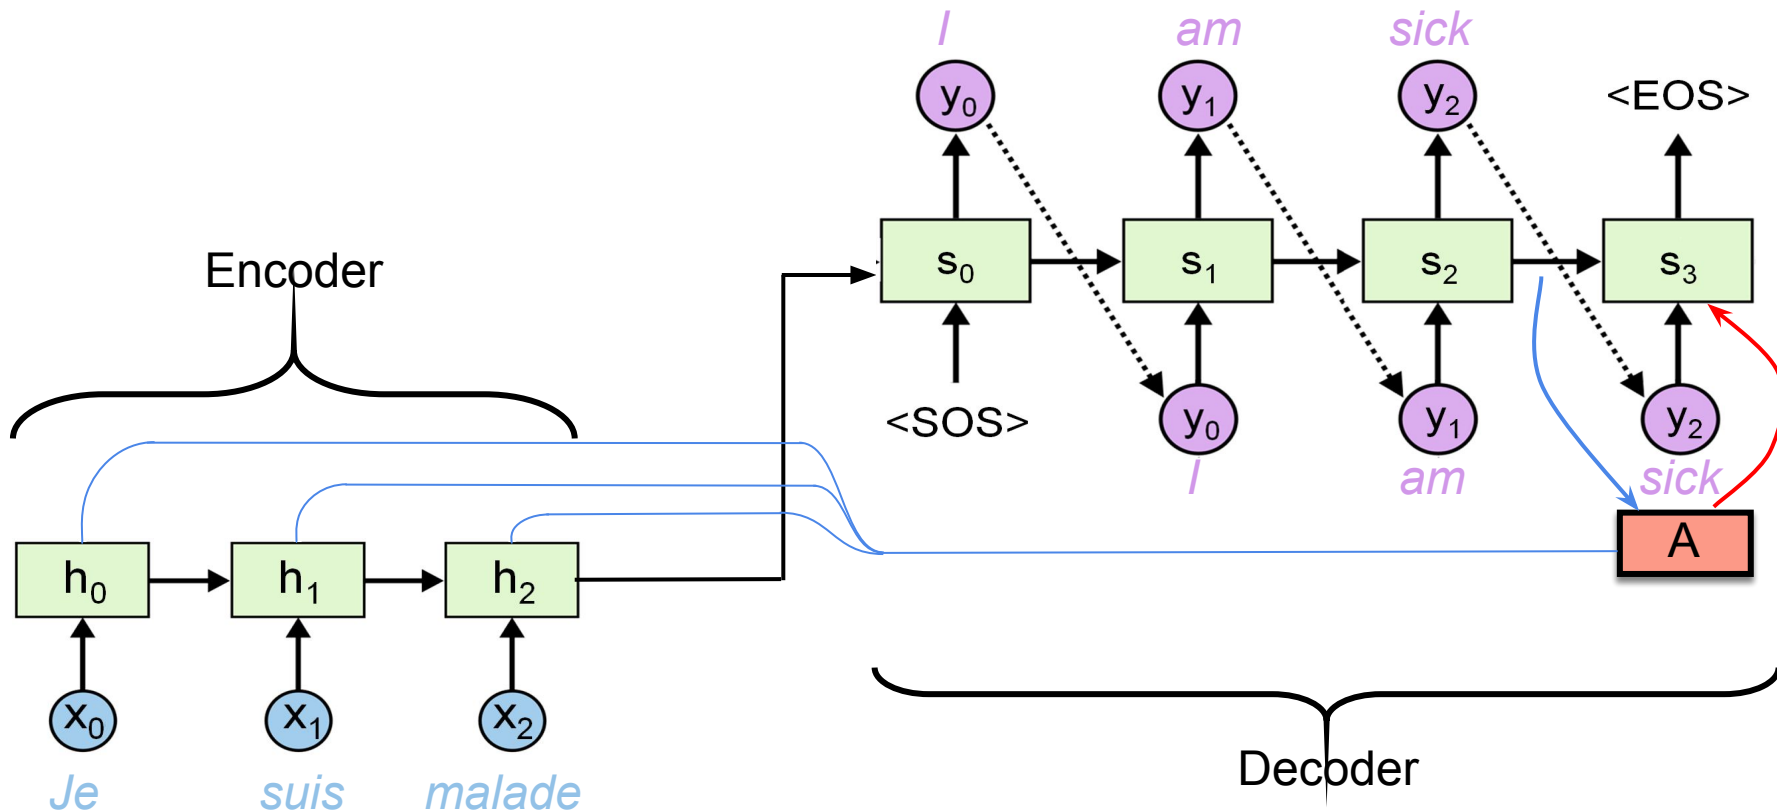 I am sick
y0 y1 y2 <EOS>
s0 s1 s2 s3
Encoder
<SOS> y0 y1 y2
I am sick
A
h0 h1 h2
x0 x1 x2
Je suis malade
Decoder